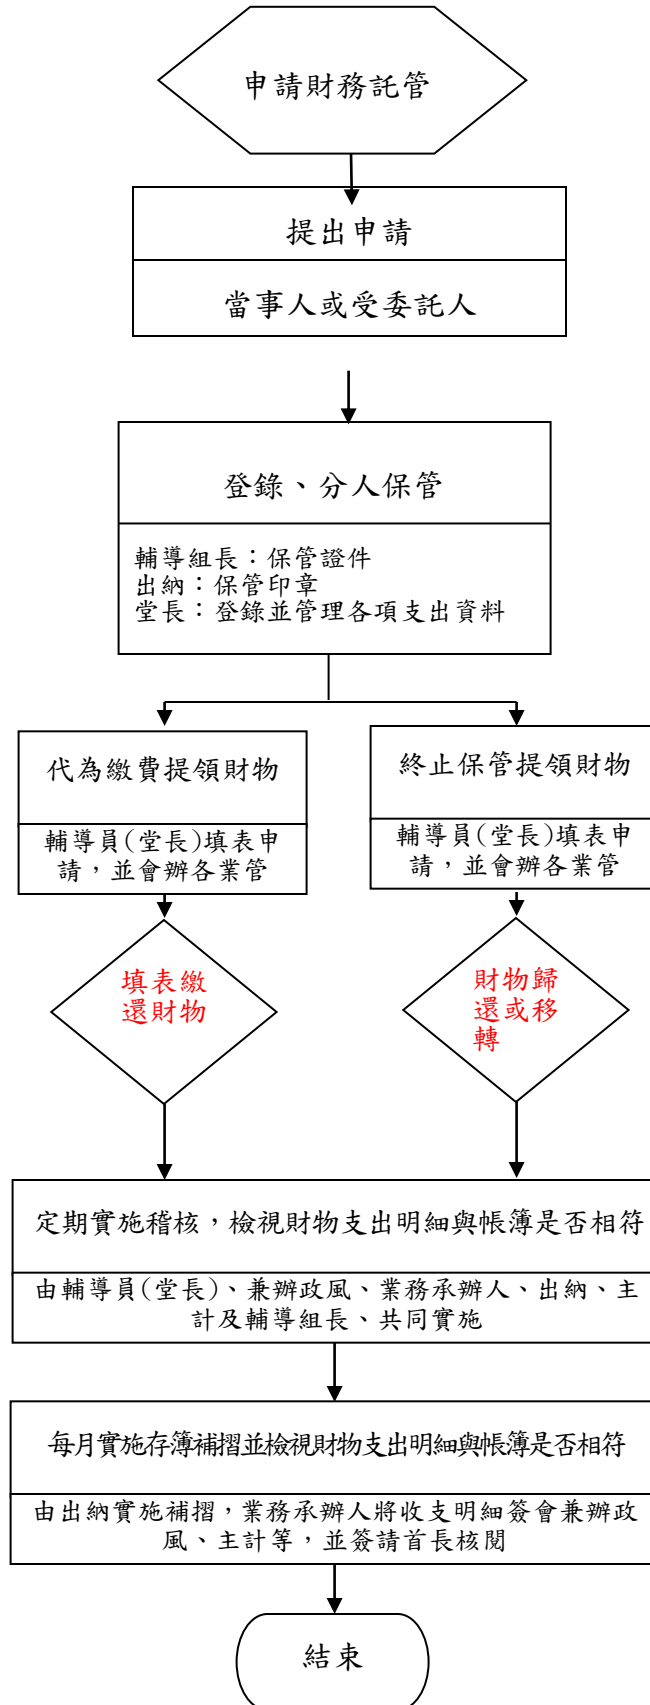 申請財務託管
提出申請
當事人或受委託人
登錄、分人保管
輔導組長：保管證件
出納：保管印章
堂長：登錄並管理各項支出資料
代為繳費提領財物
輔導員(堂長)填表申
請，並會辦各業管
終止保管提領財物
輔導員(堂長)填表申
請，並會辦各業管
填表繳
還財物
財物歸
還或移
轉
定期實施稽核，檢視財物支出明細與帳簿是否相符
由輔導員(堂長)、兼辦政風、業務承辦人、出納、主
計及輔導組長、共同實施
每月實施存簿補摺並檢視財物支出明細與帳簿是否相符
由出納實施補摺，業務承辦人將收支明細簽會兼辦政
風、主計等，並簽請首長核閱
結束